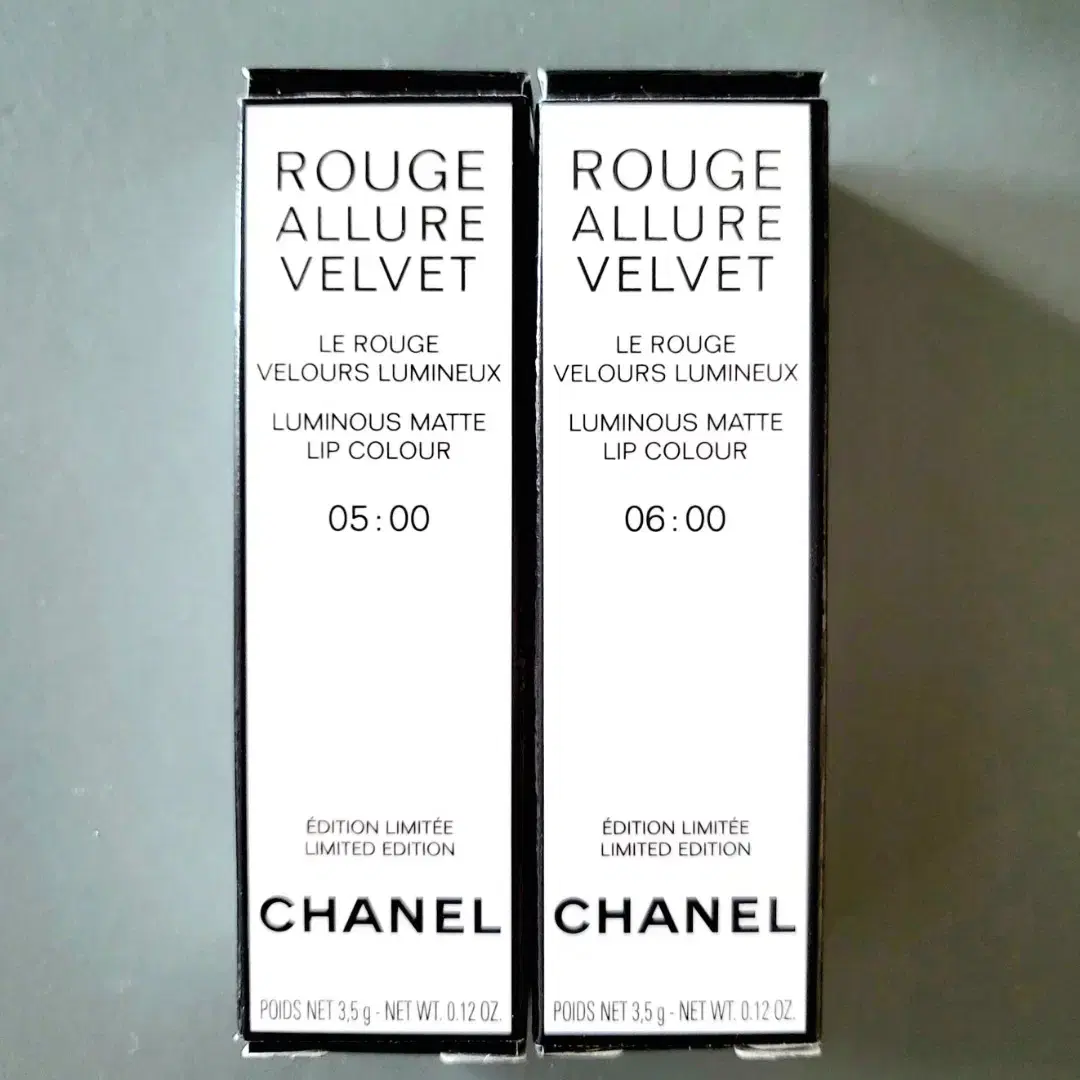 ROUGE
ALLURE
VELVET
LE ROUGE
VELOURS LUMINEUX
LUMINOUS MATTE
LIP COLOUR
05:00
ÉDITION LIMITÉE
LIMITED EDITION
CHANEL
POIDS NET 3,5 g - NET WT. 0.12 OZ.
ROUGE
ALLURE
VELVET
LE ROUGE
VELOURS LUMINEUX
LUMINOUS MATTE
LIP COLOUR
06:00
ÉDITION LIMITÉE
LIMITED EDITION
CHANEL
POIDS NET 3,5 g - NET WT. 0.12 OZ.